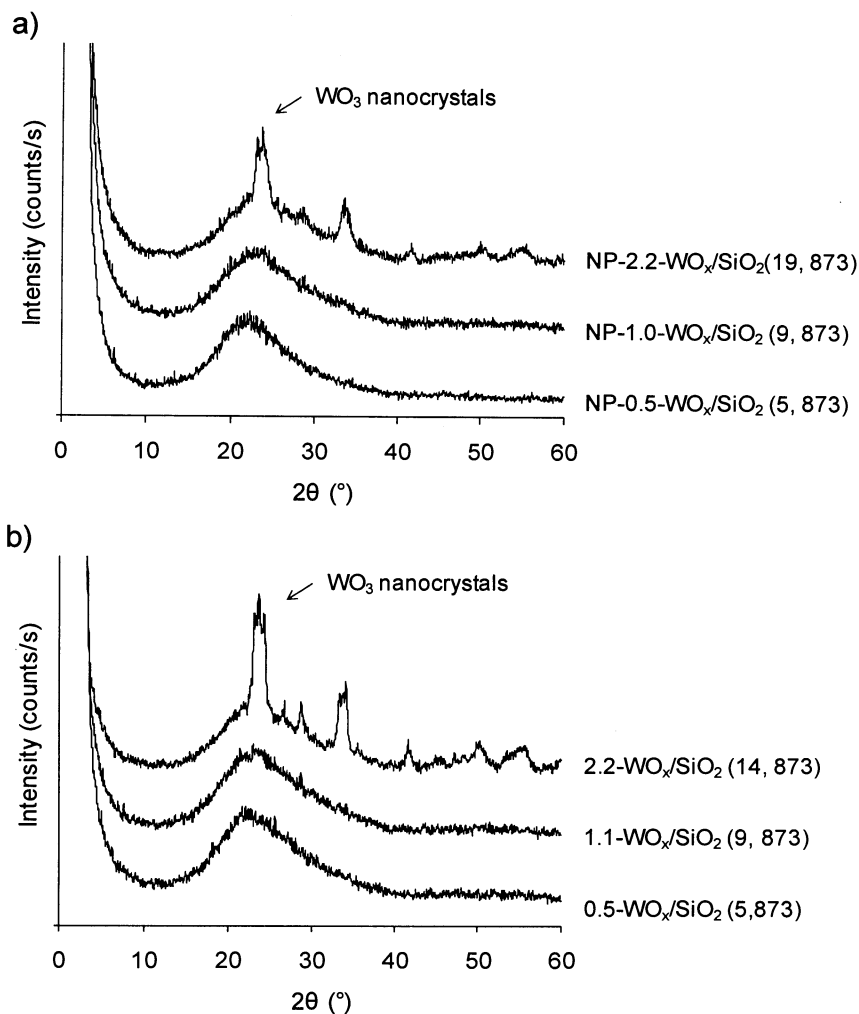 a)
Intensity (counts/s)
WO₃ nanocrystals
NP-2.2-WOₓ/SiO₂(19, 873)
NP-1.0-WOₓ/SiO₂ (9, 873)
NP-0.5-WOₓ/SiO₂ (5, 873)
0 10 20 30 40 50 60
2θ (°)
b)
Intensity (counts/s)
WO₃ nanocrystals
2.2-WOₓ/SiO₂ (14, 873)
1.1-WOₓ/SiO₂ (9, 873)
0.5-WOₓ/SiO₂ (5,873)
0 10 20 30 40 50 60
2θ (°)